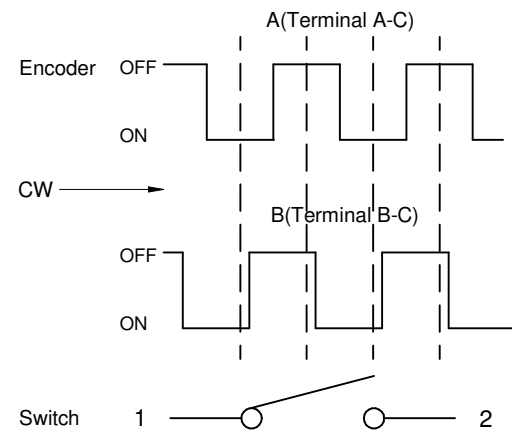 A(Terminal A-C)
Encoder OFF
ON
CW
B(Terminal B-C)
OFF
ON
Switch 1 2